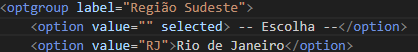 <optgroup label="Região Sudeste">
<option value="" selected> -- Escolha --</option>
<option value="RJ">Rio de Janeiro</option>